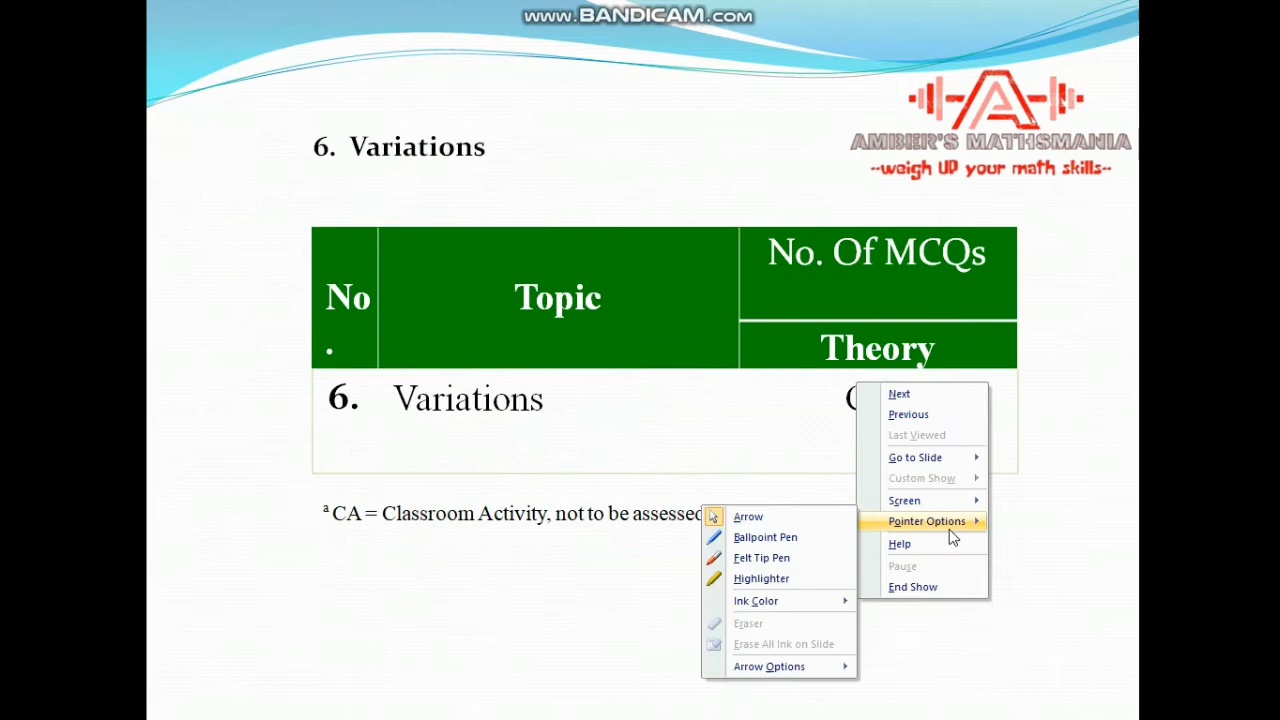 www.BANDICAM.com
AMBER'S MATHSMANIA
--weigh UP your math skills--
6. Variations
No. Of MCQs
No
.
Topic
Theory
6. Variations
ᵃ CA = Classroom Activity, not to be assessed
Next
Previous
Last Viewed
Go to Slide
Custom Show
Screen
Pointer Options
Help
Pause
End Show
Arrow
Ballpoint Pen
Felt Tip Pen
Highlighter
Ink Color
Eraser
Erase All Ink on Slide
Arrow Options